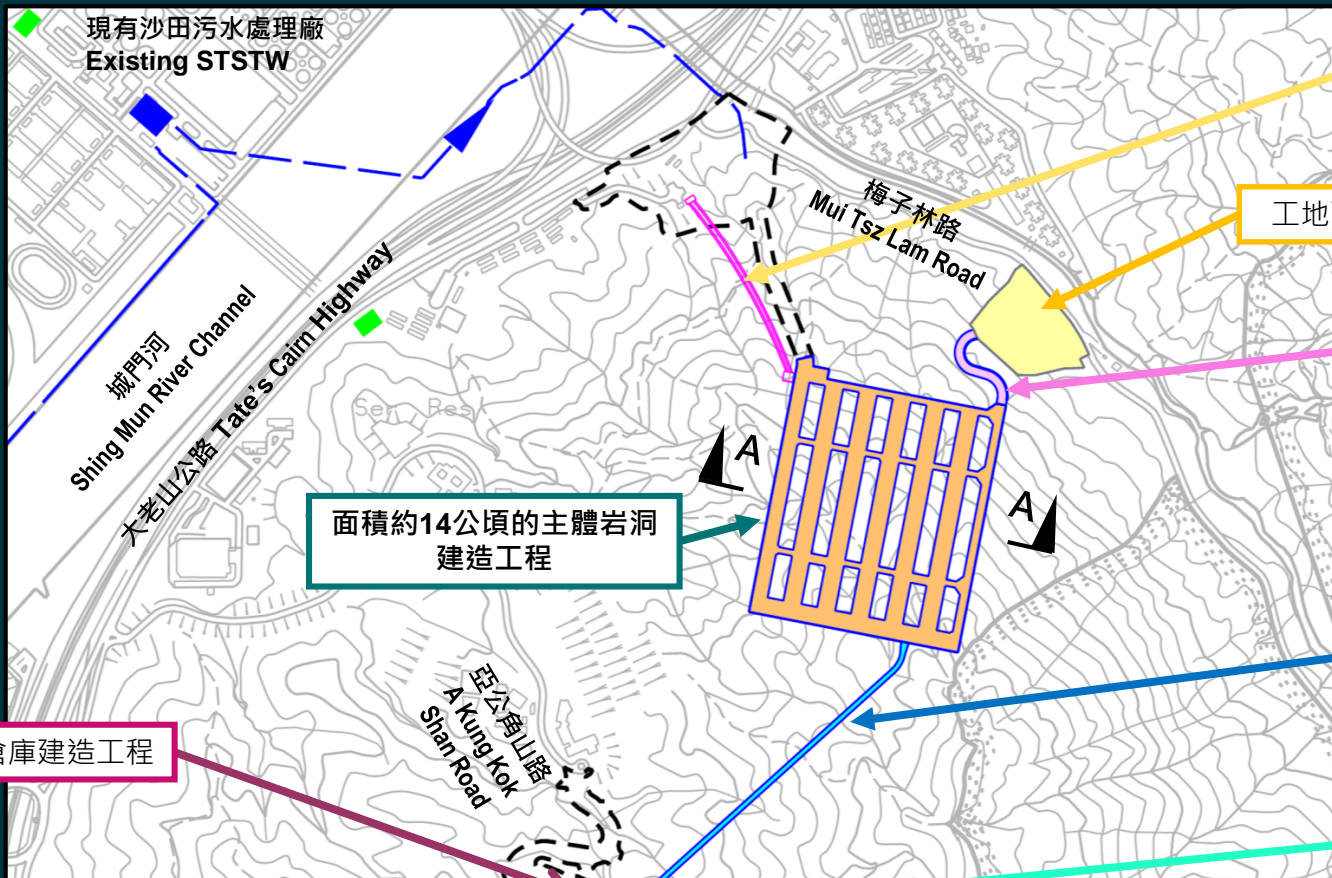 現有沙田污水處理廠
Existing STSTW
梅子林路
Mui Tsz Lam Road
工地
城門河
Shing Mun River Channel
大老山公路 Tate's Cairn Highway
Ser Res
A
A
面積約14公頃的主體岩洞
建造工程
亞公角山路
A Kung Kok
Shan Road
倉庫建造工程